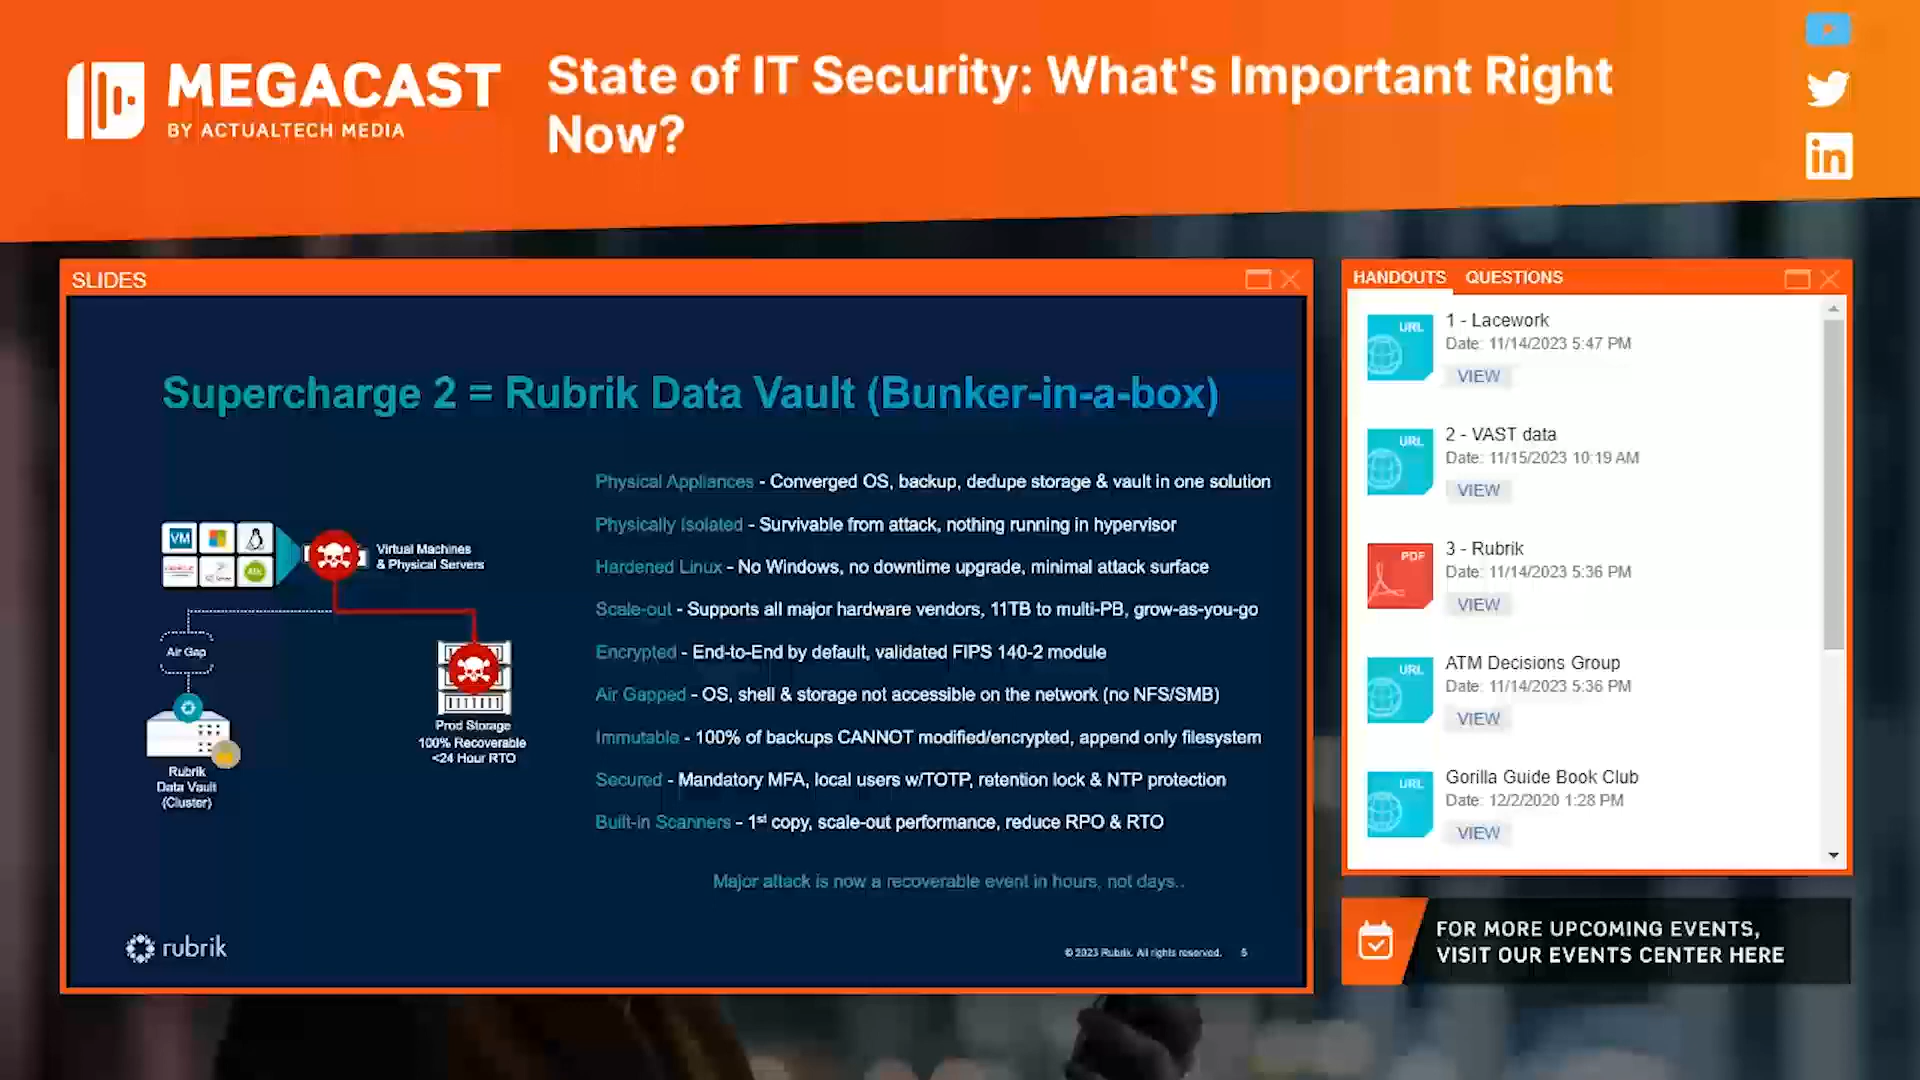 MEGACAST
BY ACTUALTECH MEDIA
State of IT Security: What's Important Right
Now?
in
SLIDES
Supercharge 2 = Rubrik Data Vault (Bunker-in-a-box)
Physical Appliances - Converged OS, backup, dedupe storage & vault in one solution
Physically Isolated - Survivable from attack, nothing running in hypervisor
Hardened Linux - No Windows, no downtime upgrade, minimal attack surface
Scale-out - Supports all major hardware vendors, 11TB to multi-PB, grow-as-you-go
Encrypted - End-to-End by default, validated FIPS 140-2 module
Air Gapped - OS, shell & storage not accessible on the network (no NFS/SMB)
Immutable - 100% of backups CANNOT modified/encrypted, append only filesystem
Secured - Mandatory MFA, local users w/TOTP, retention lock & NTP protection
Built-in Scanners - 1st copy, scale-out performance, reduce RPO & RTO
Major attack is now a recoverable event in hours, not days..
VM
Virtual Machines
& Physical Servers
Air Gap
Rubrik
Data Vault
(Cluster)
Prod Storage
100% Recoverable
<24 Hour RTO
rubrik
© 2023 Rubrik. All rights reserved. 5
HANDOUTS QUESTIONS
URL
1 - Lacework
Date: 11/14/2023 5:47 PM
VIEW
URL
2 - VAST data
Date: 11/15/2023 10:19 AM
VIEW
PDF
3 - Rubrik
Date: 11/14/2023 5:36 PM
VIEW
URL
ATM Decisions Group
Date: 11/14/2023 5:36 PM
VIEW
URL
Gorilla Guide Book Club
Date: 12/2/2020 1:28 PM
VIEW
FOR MORE UPCOMING EVENTS,
VISIT OUR EVENTS CENTER HERE